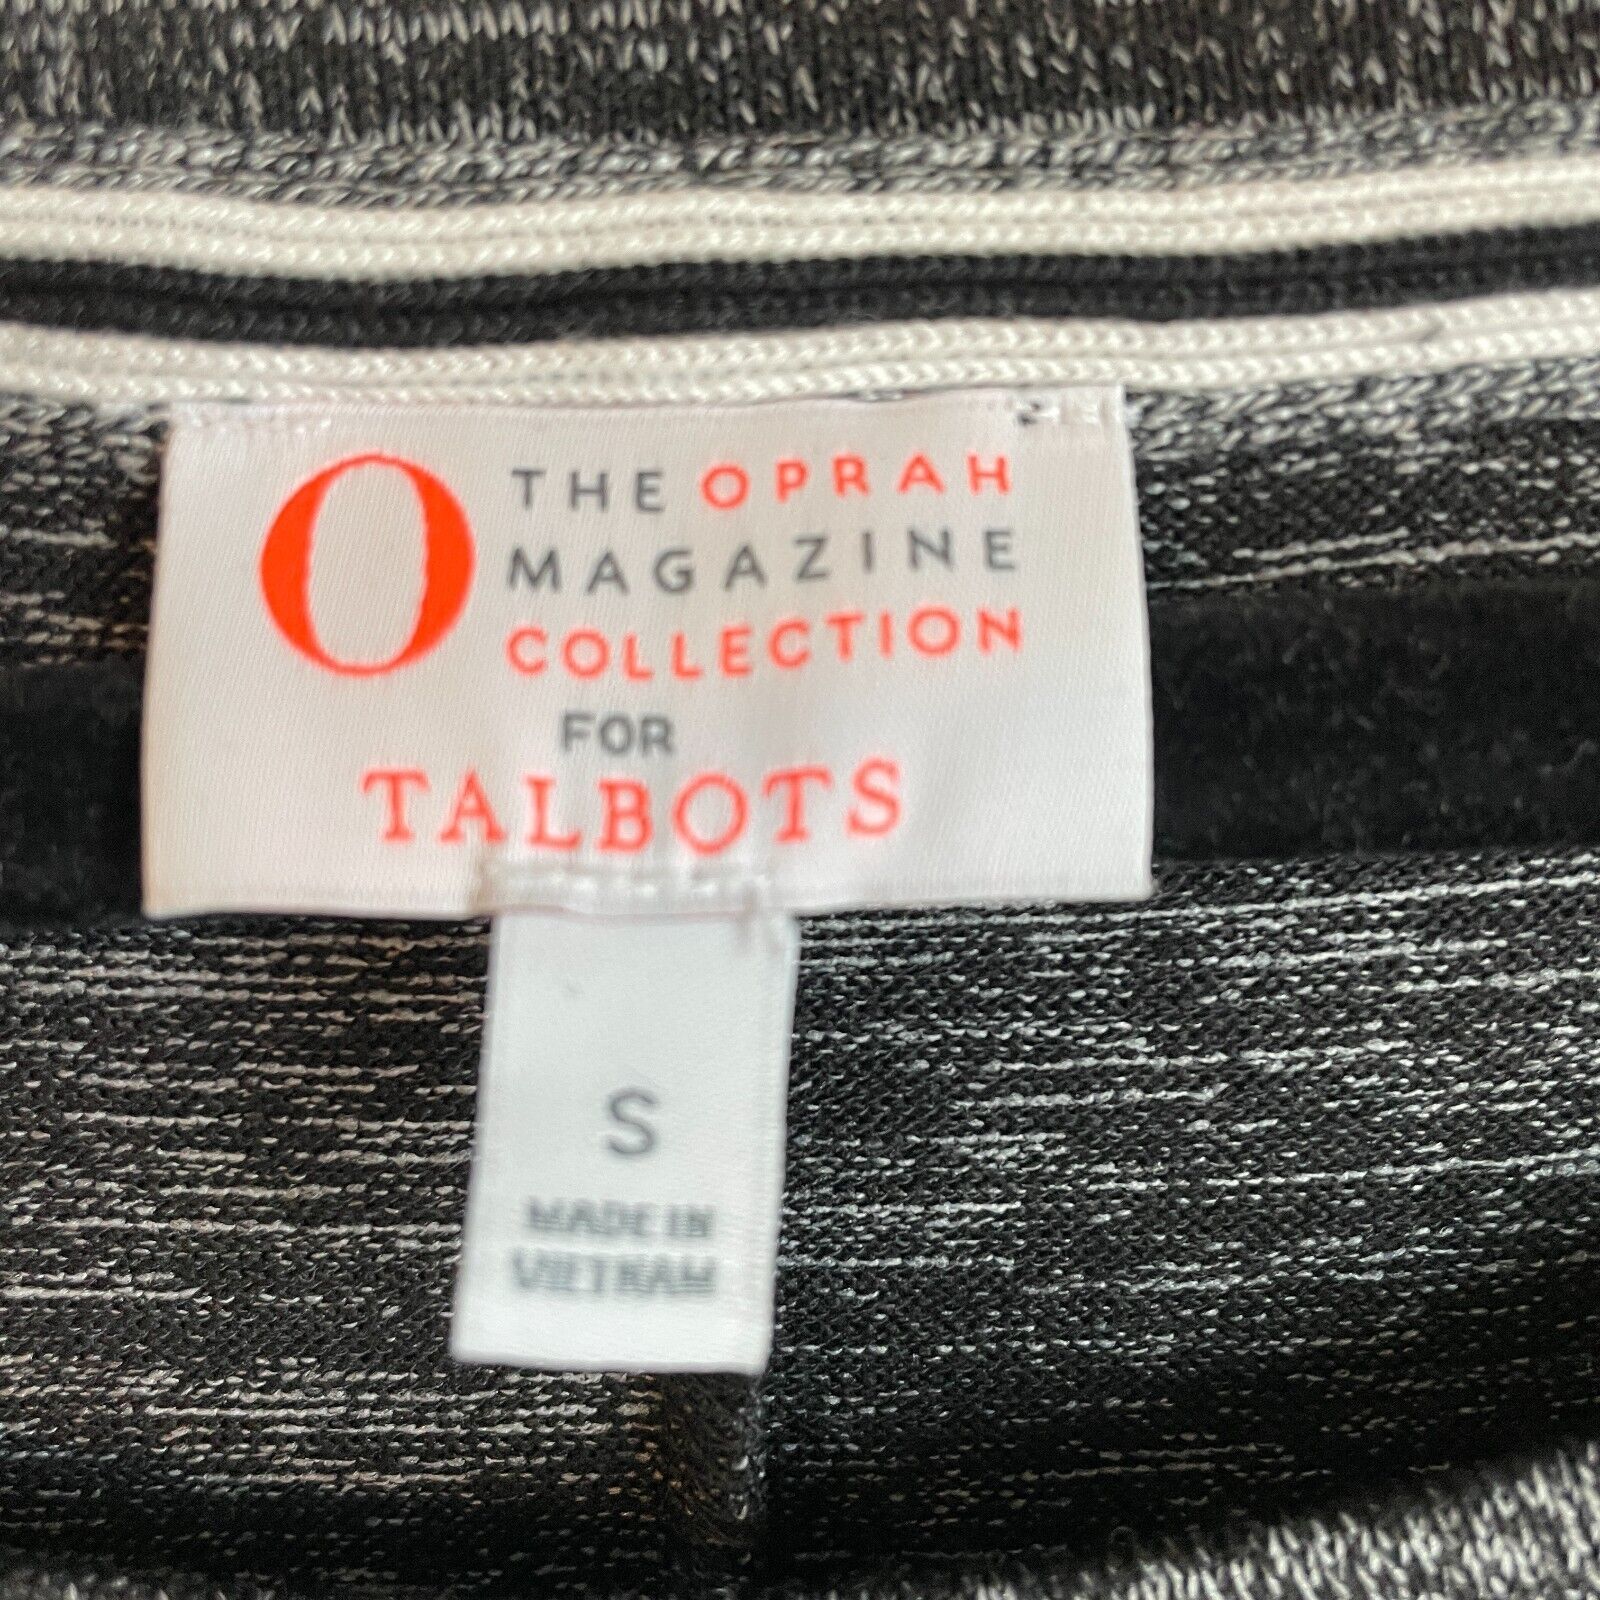 O THE OPRAH
MAGAZINE
COLLECTION
FOR
TALBOTS
S
MADE IN
VIETNAM